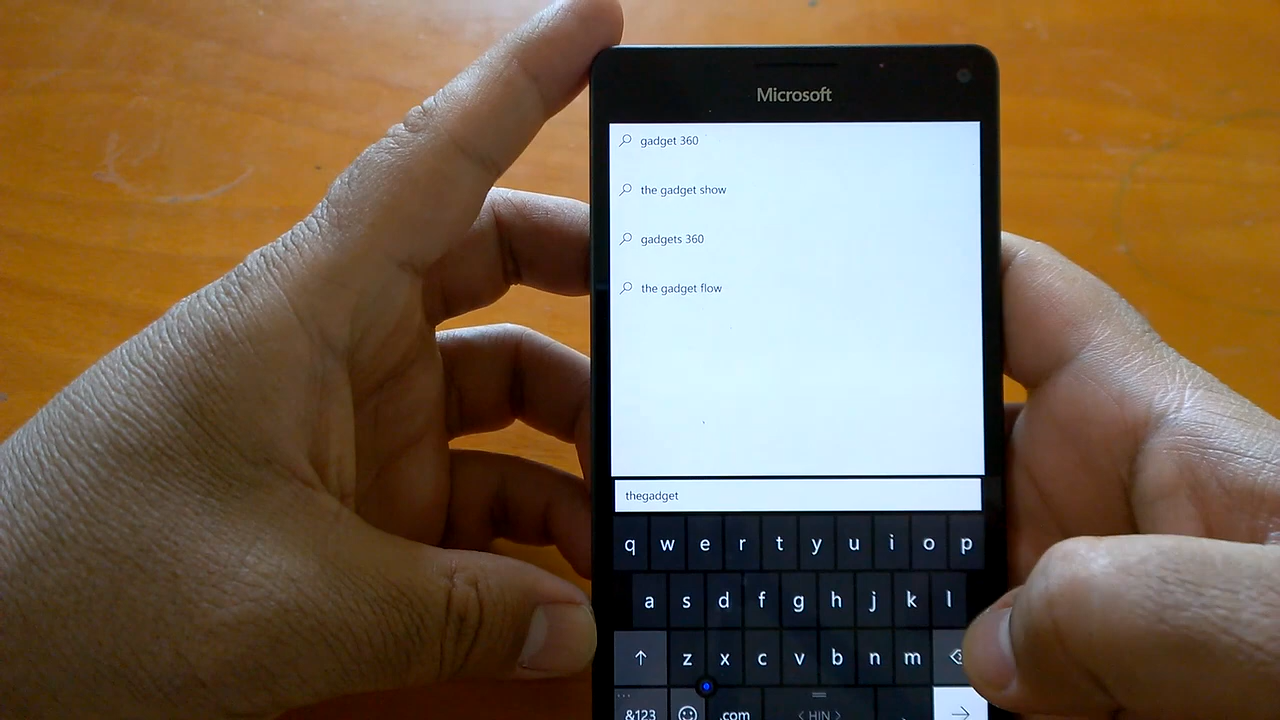 Microsoft
gadget 360
the gadget show
gadgets 360
the gadget flow
thegadget
q w e r t y u i o p
a s d f g h j k l
z x c v b n m
&123 .com < HIN > .